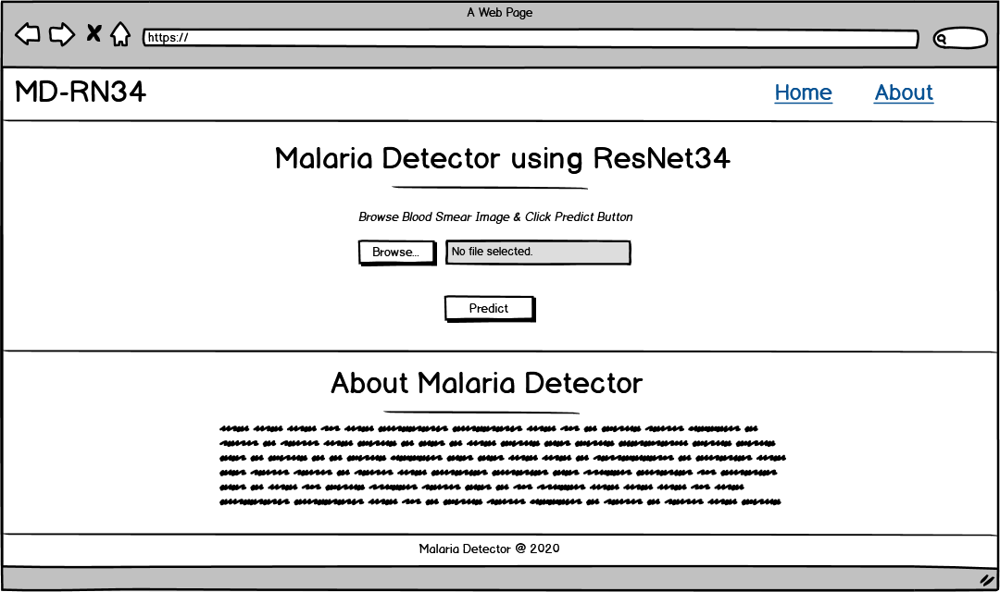 A Web Page
https://
MD-RN34 Home About
Malaria Detector using ResNet34
Browse Blood Smear Image & Click Predict Button
Browse... No file selected.
Predict
About Malaria Detector
Malaria Detector @ 2020